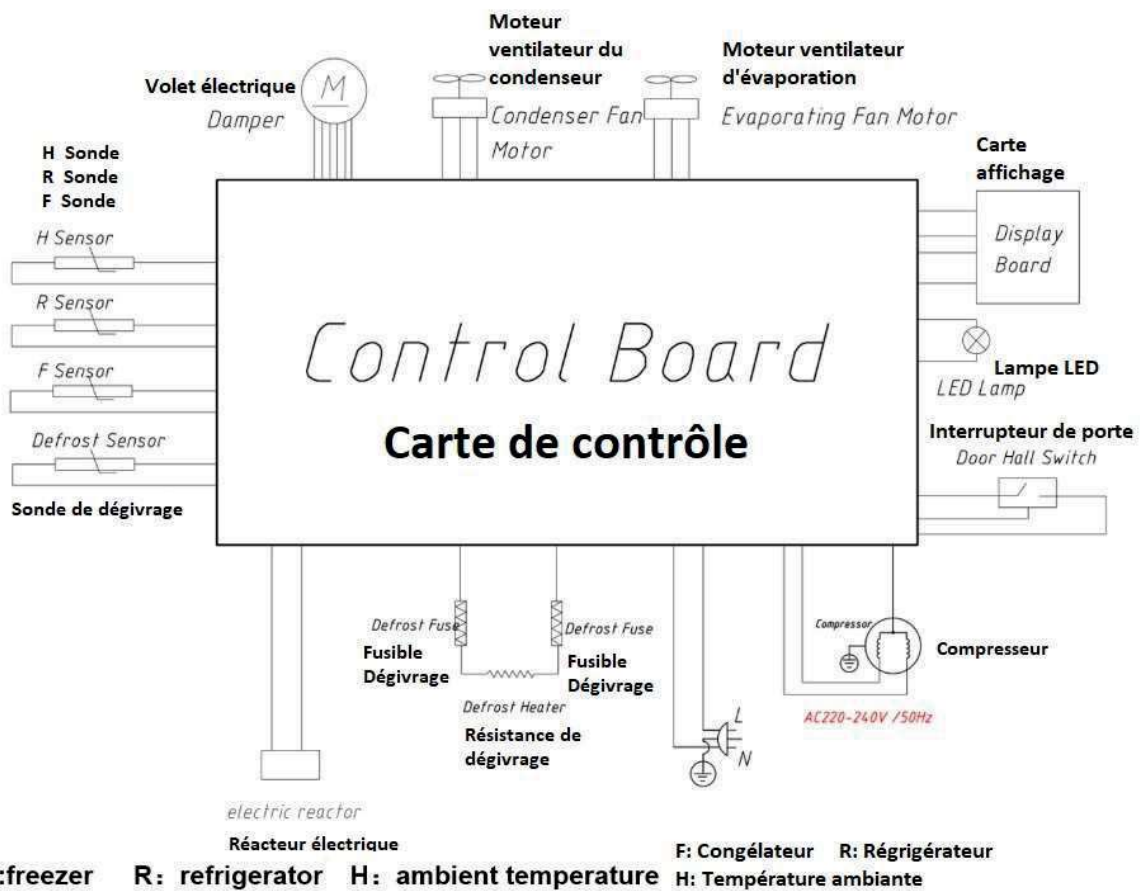 Moteur
ventilateur du
condenseur
Moteur ventilateur
d'évaporation
Volet électrique
Damper
Condenser Fan
Motor
Evaporating Fan Motor
Carte
affichage
H Sonde
R Sonde
F Sonde
H Sensor
R Sensor
F Sensor
Defrost Sensor
Sonde de dégivrage
Control Board
Carte de contrôle
Display
Board
Lampe LED
LED Lamp
Interrupteur de porte
Door Hall Switch
M
Defrost Fuse
Fusible
Dégivrage
Defrost Fuse
Fusible
Dégivrage
Defrost Heater
Résistance de
dégivrage
Compressor
Compresseur
AC220-240V /50Hz
L
N
electric reactor
Réacteur électrique
:freezer R: refrigerator H: ambient temperature
F: Congélateur R: Régrigérateur
H: Température ambiante